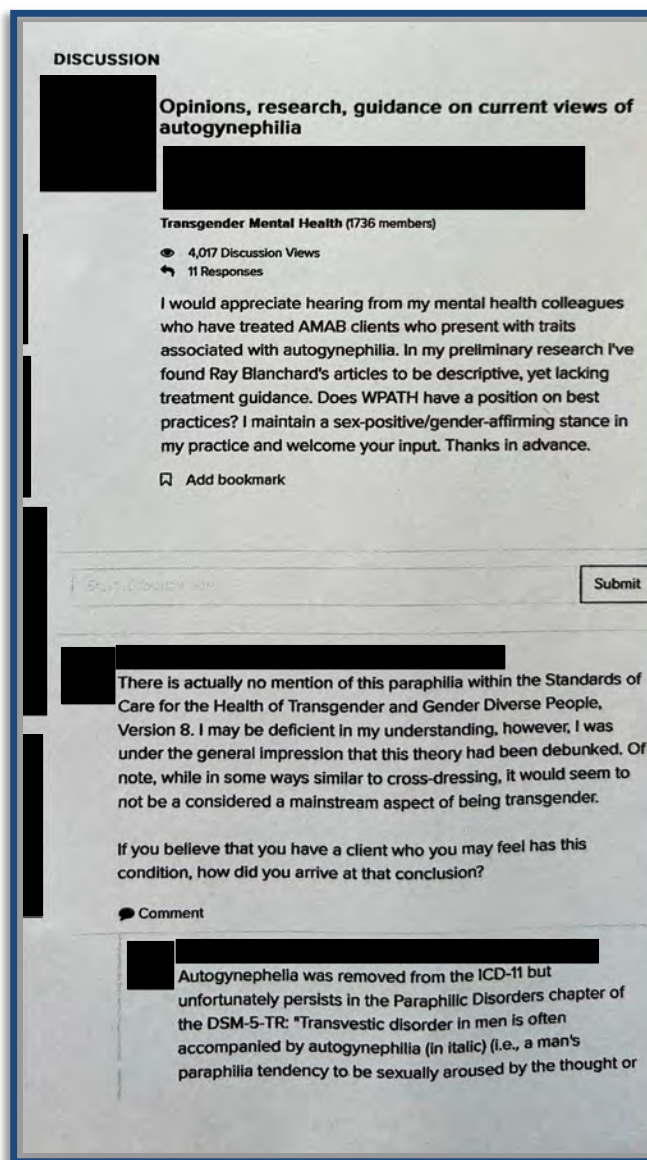 DISCUSSION
Opinions, research, guidance on current views of
autogynephilia
Transgender Mental Health (1736 members)
4,017 Discussion Views
11 Responses
I would appreciate hearing from my mental health colleagues
who have treated AMAB clients who present with traits
associated with autogynephilia. In my preliminary research I've
found Ray Blanchard's articles to be descriptive, yet lacking
treatment guidance. Does WPATH have a position on best
practices? I maintain a sex-positive/gender-affirming stance in
my practice and welcome your input. Thanks in advance.
Add bookmark
Submit
There is actually no mention of this paraphilia within the Standards of
Care for the Health of Transgender and Gender Diverse People,
Version 8. I may be deficient in my understanding, however, I was
under the general impression that this theory had been debunked. Of
note, while in some ways similar to cross-dressing, it would seem to
not be a considered a mainstream aspect of being transgender.
If you believe that you have a client who you may feel has this
condition, how did you arrive at that conclusion?
Comment
Autogynephelia was removed from the ICD-11 but
unfortunately persists in the Paraphilic Disorders chapter of
the DSM-5-TR: "Transvestic disorder in men is often
accompanied by autogynephilia (in italic) (i.e., a man's
paraphilia tendency to be sexually aroused by the thought or